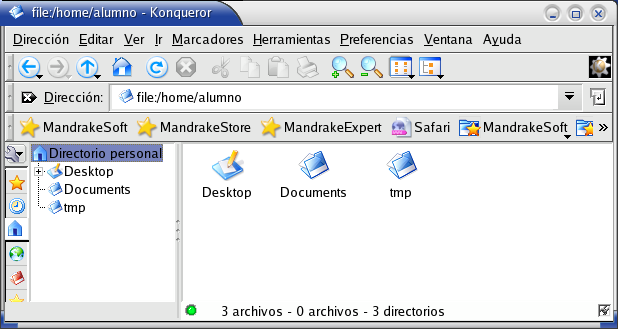 file:/home/alumno - Konqueror
Dirección Editar Ver Ir Marcadores Herramientas Preferencias Ventana Ayuda
Dirección: file:/home/alumno
MandrakeSoft MandrakeStore MandrakeExpert Safari MandrakeSoft »
Directorio personal
Desktop
Documents
tmp
Desktop Documents tmp
3 archivos - 0 archivos - 3 directorios